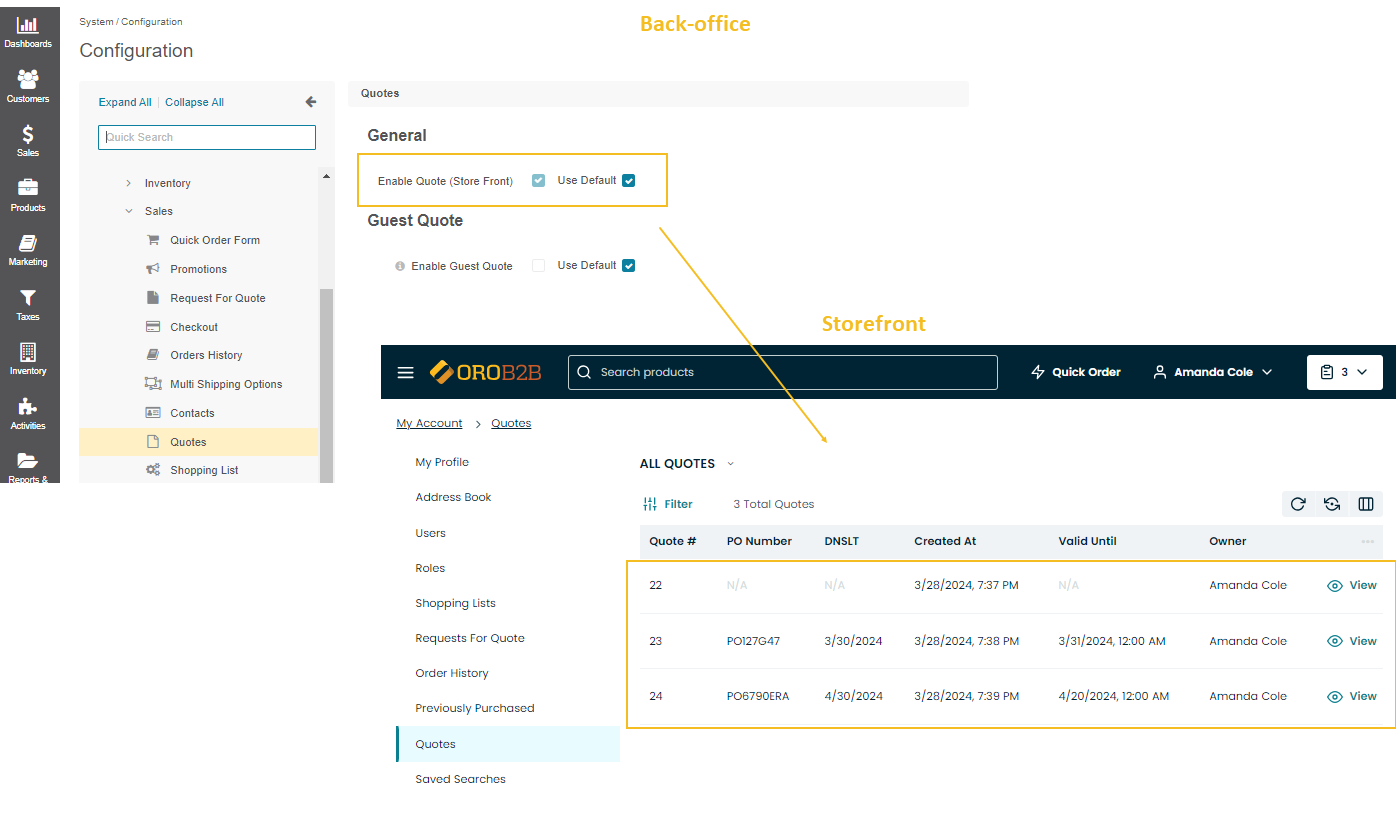 Back-office
System / Configuration
Configuration
Dashboards
Customers
Sales
Products
Marketing
Taxes
Inventory
Activities
Reports &
Expand All | Collapse All
Quick Search
Inventory
Sales
Quick Order Form
Promotions
Request For Quote
Checkout
Orders History
Multi Shipping Options
Contacts
Quotes
Shopping List
Quotes
General
Enable Quote (Store Front) Use Default
Guest Quote
Enable Guest Quote Use Default
Storefront
OROB2B Search products Quick Order Amanda Cole 3
My Account > Quotes
My Profile
Address Book
Users
Roles
Shopping Lists
Requests For Quote
Order History
Previously Purchased
Quotes
Saved Searches
ALL QUOTES
Filter 3 Total Quotes
Quote # PO Number DNSLT Created At Valid Until Owner ...
22 N/A N/A 3/28/2024, 7:37 PM N/A Amanda Cole View
23 PO127G47 3/30/2024 3/28/2024, 7:38 PM 3/31/2024, 12:00 AM Amanda Cole View
24 PO6790ERA 4/30/2024 3/28/2024, 7:39 PM 4/20/2024, 12:00 AM Amanda Cole View